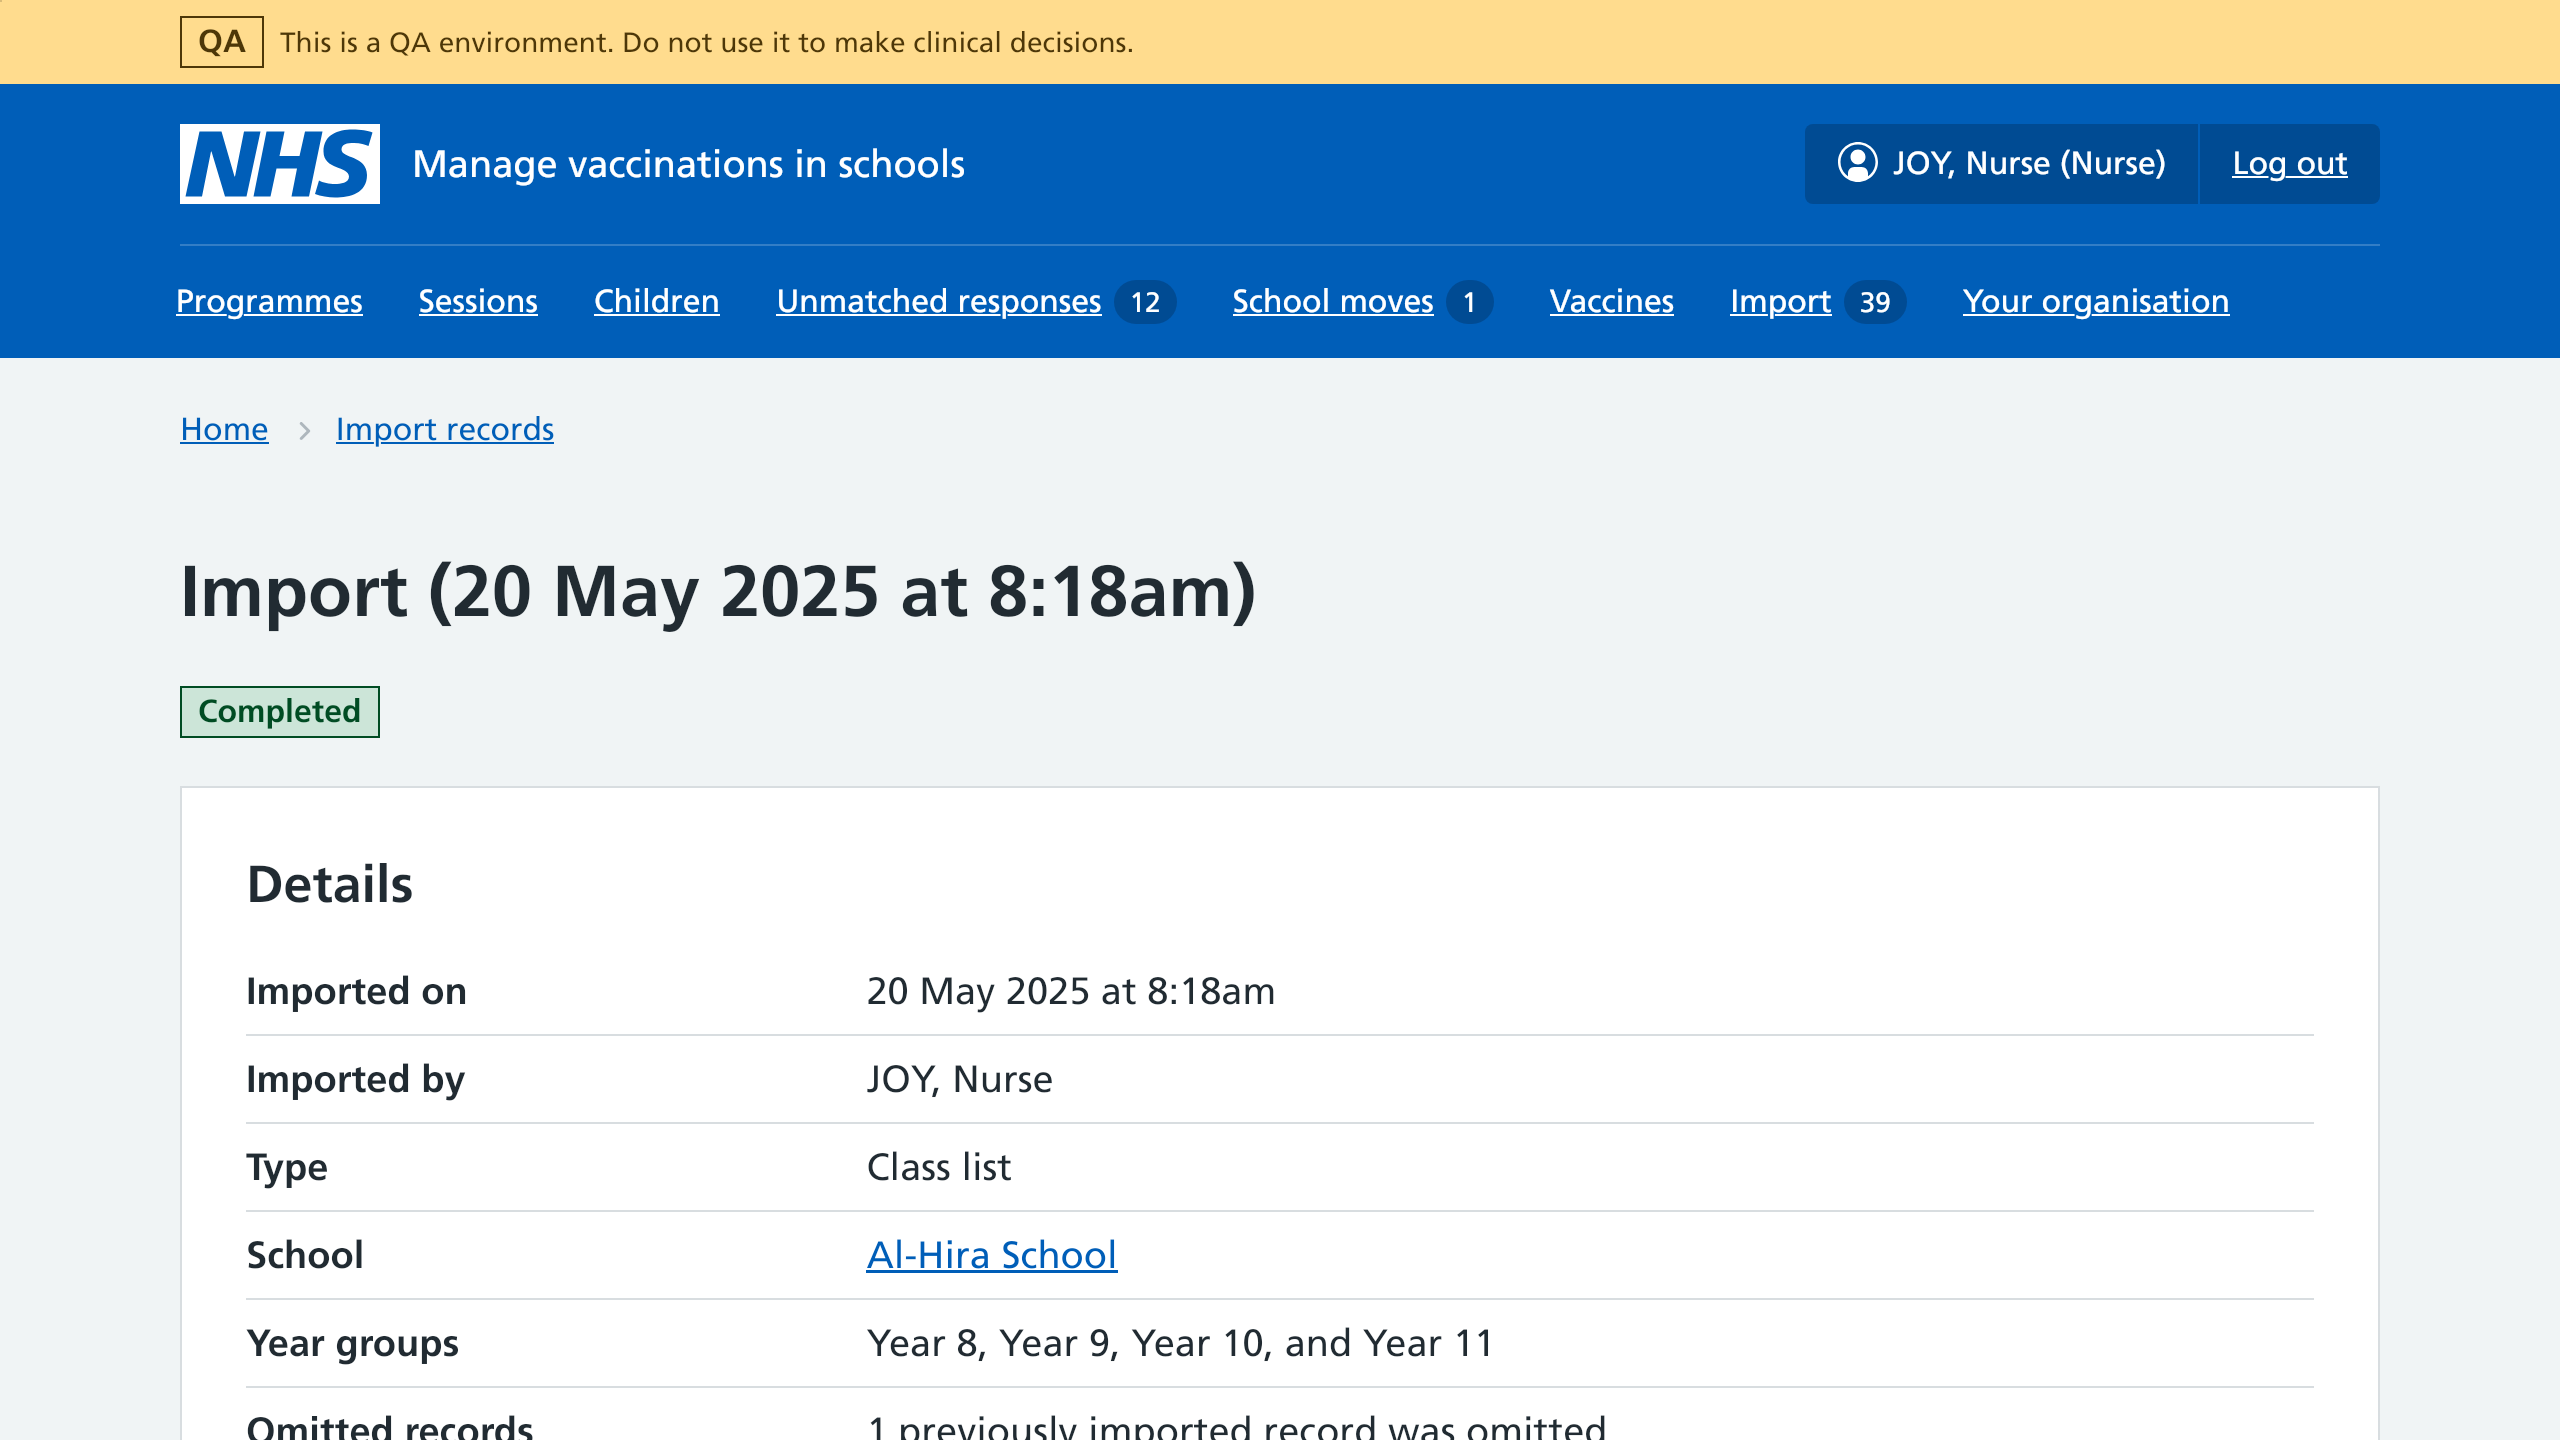 QA This is a QA environment. Do not use it to make clinical decisions.
NHS Manage vaccinations in schools JOY, Nurse (Nurse) Log out
Programmes Sessions Children Unmatched responses 12 School moves 1 Vaccines Import 39 Your organisation
Home Import records
Import (20 May 2025 at 8:18am)
Completed
Details
Imported on 20 May 2025 at 8:18am
Imported by JOY, Nurse
Type Class list
School Al-Hira School
Year groups Year 8, Year 9, Year 10, and Year 11
Omitted records 1 previously imported record was omitted